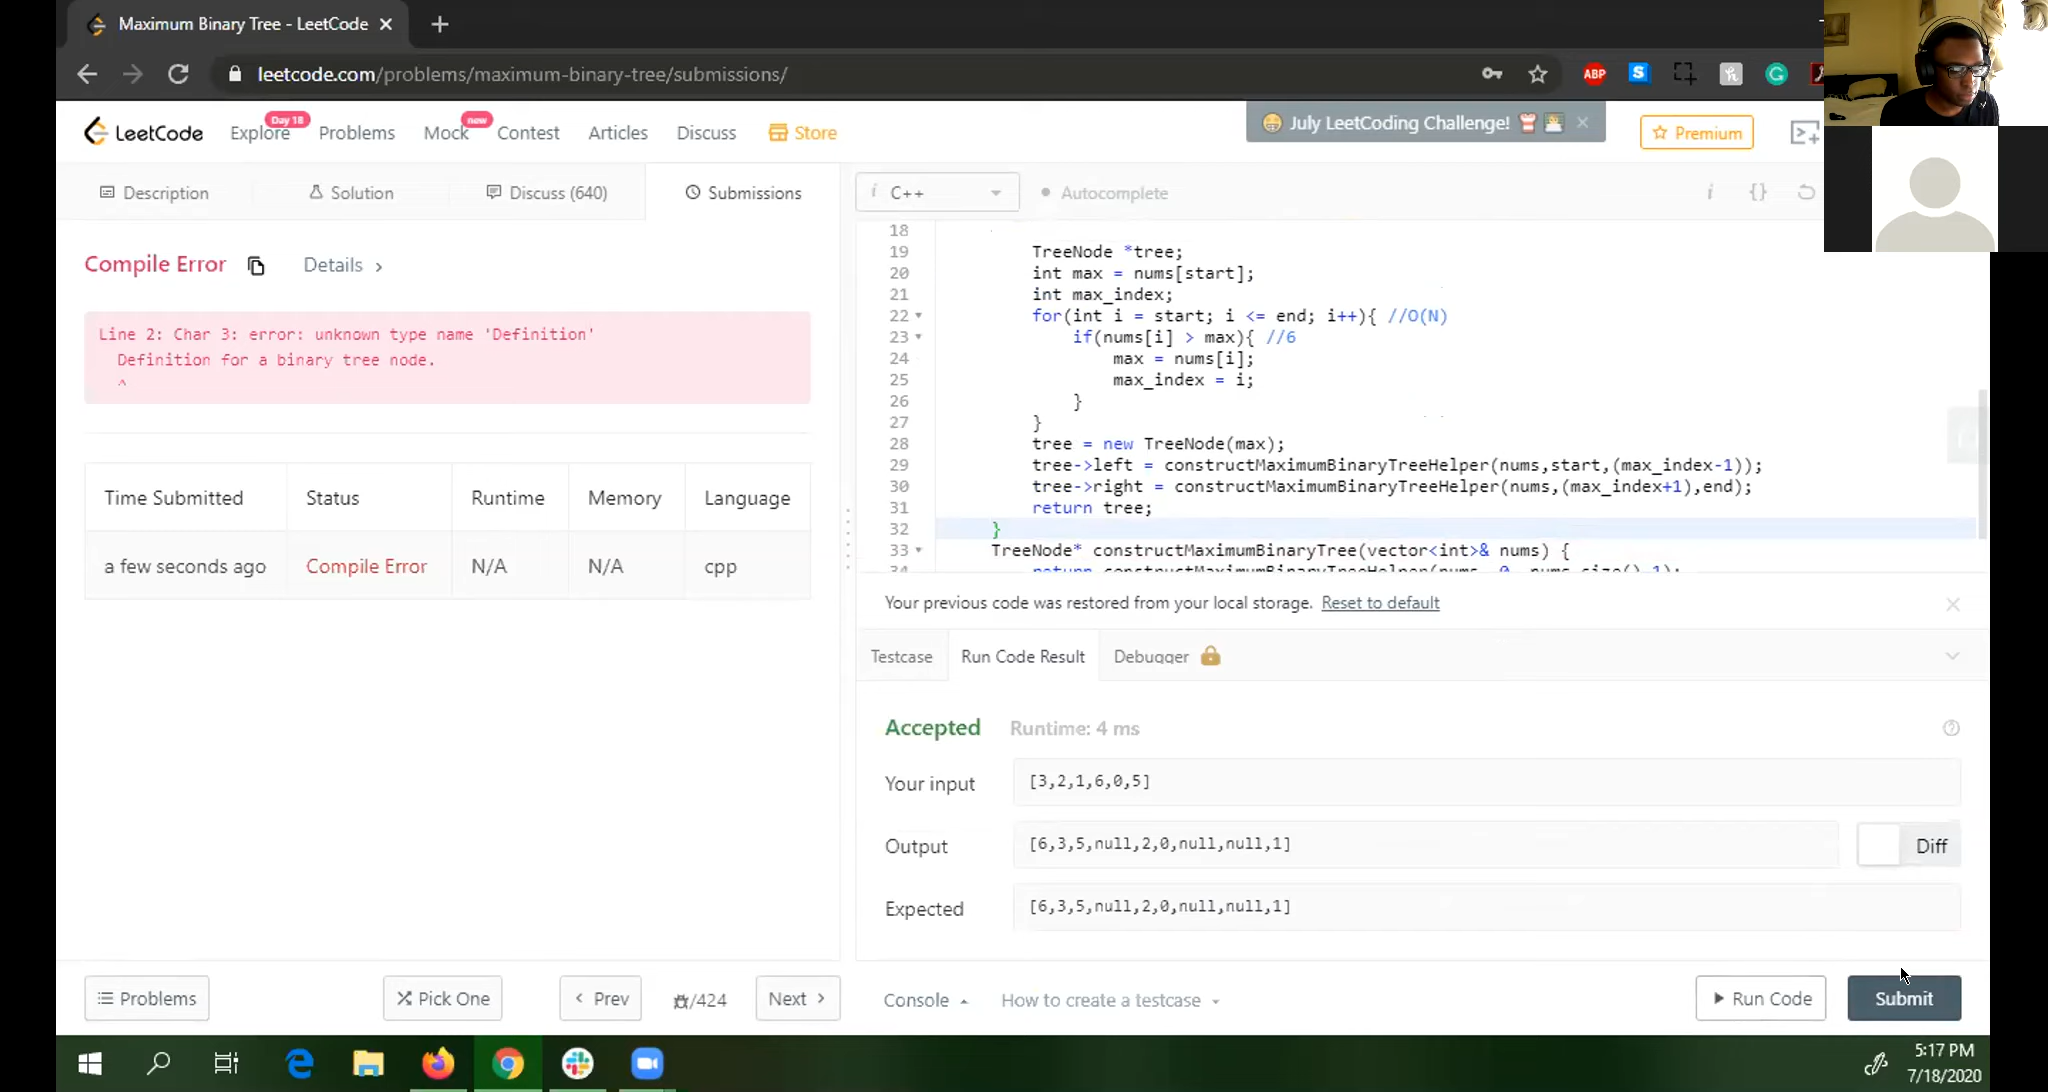 Maximum Binary Tree - LeetCode
leetcode.com/problems/maximum-binary-tree/submissions/
ABP
LeetCode
Explore
Day 18
Problems
Mock
new
Contest
Articles
Discuss
Store
July LeetCoding Challenge!
Premium
Description
Solution
Discuss (640)
Submissions
Compile Error
Details
Line 2: Char 3: error: unknown type name 'Definition'
Definition for a binary tree node.
^
Time Submitted Status Runtime Memory Language
a few seconds ago Compile Error N/A N/A cpp
i C++
Autocomplete
i {}
18
19 TreeNode *tree;
20 int max = nums[start];
21 int max_index;
22 for(int i = start; i <= end; i++){ //O(N)
23 if(nums[i] > max){ //6
24 max = nums[i];
25 max_index = i;
26 }
27 }
28 tree = new TreeNode(max);
29 tree->left = constructMaximumBinaryTreeHelper(nums,start,(max_index-1));
30 tree->right = constructMaximumBinaryTreeHelper(nums,(max_index+1),end);
31 return tree;
32 }
33 TreeNode* constructMaximumBinaryTree(vector<int>& nums) {
34 return constructMaximumBinaryTreeHelper(nums, 0, nums.size()-1);
Your previous code was restored from your local storage. Reset to default
Testcase
Run Code Result
Debugger
Accepted Runtime: 4 ms
Your input [3,2,1,6,0,5]
Output [6,3,5,null,2,0,null,null,1]
Diff
Expected [6,3,5,null,2,0,null,null,1]
Problems
Pick One
Prev
/424
Next
Console
How to create a testcase
Run Code
Submit
5:17 PM
7/18/2020